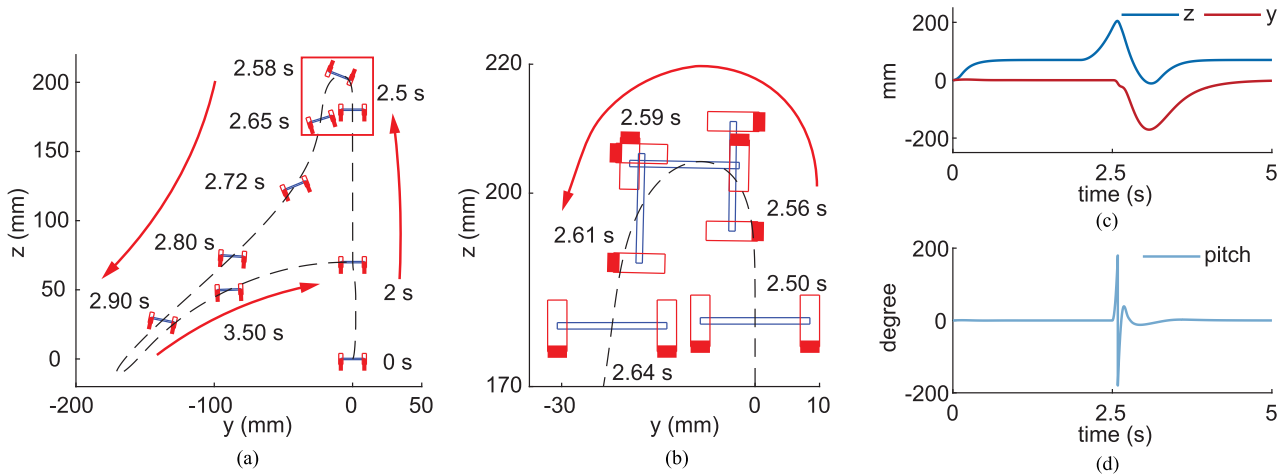 2.58 s
2.5 s
2.65 s
2.72 s
2.80 s
2.90 s
3.50 s
2 s
0 s
200
150
100
50
0
z (mm)
-200
-100
0
50
y (mm)
(a)
220
200
170
z (mm)
2.59 s
2.56 s
2.61 s
2.50 s
2.64 s
-30
0
10
y (mm)
(b)
z
y
200
0
-200
mm
0
2.5
5
time (s)
(c)
pitch
200
0
-200
degree
0
2.5
5
time (s)
(d)